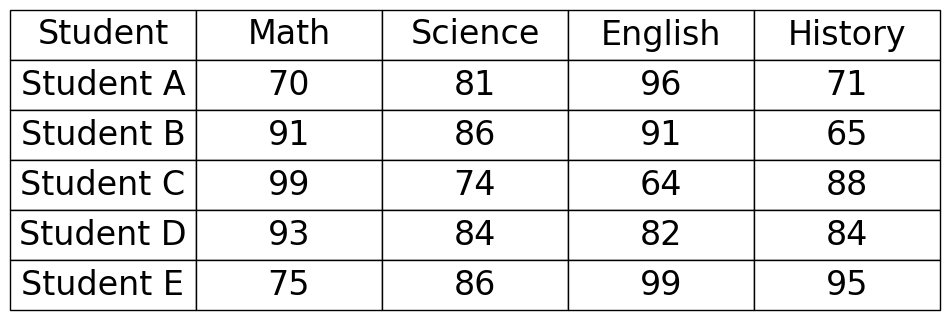 Student Math Science English History
Student A 70 81 96 71
Student B 91 86 91 65
Student C 99 74 64 88
Student D 93 84 82 84
Student E 75 86 99 95